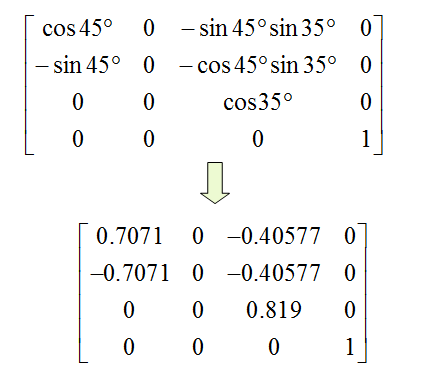 cos 45° 0 − sin 45° sin 35° 0
− sin 45° 0 − cos 45° sin 35° 0
0 0 cos35° 0
0 0 0 1
0.7071 0 −0.40577 0
−0.7071 0 −0.40577 0
0 0 0.819 0
0 0 0 1